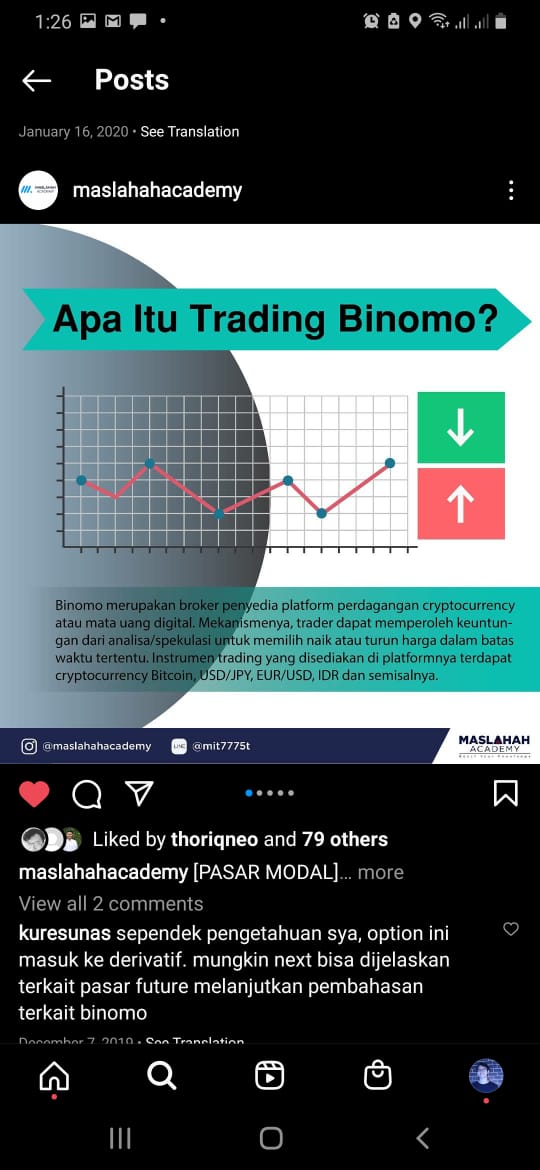 1:26
Posts
January 16, 2020 • See Translation
maslahahacademy
Apa Itu Trading Binomo?
Binomo merupakan broker penyedia platform perdagangan cryptocurrency
atau mata uang digital. Mekanismenya, trader dapat memperoleh keuntun-
gan dari analisa/spekulasi untuk memilih naik atau turun harga dalam batas
waktu tertentu. Instrumen trading yang disediakan di platformnya terdapat
cryptocurrency Bitcoin, USD/JPY, EUR/USD, IDR dan semisalnya.
@maslahahacademy
LINE @mit7775t
MASLAHAH
ACADEMY
Liked by thoriqneo and 79 others
maslahahacademy [PASAR MODAL]... more
View all 2 comments
kuresunas sependek pengetahuan sya, option ini
masuk ke derivatif. mungkin next bisa dijelaskan
terkait pasar future melanjutkan pembahasan
terkait binomo
December 7, 2019 • See Translation